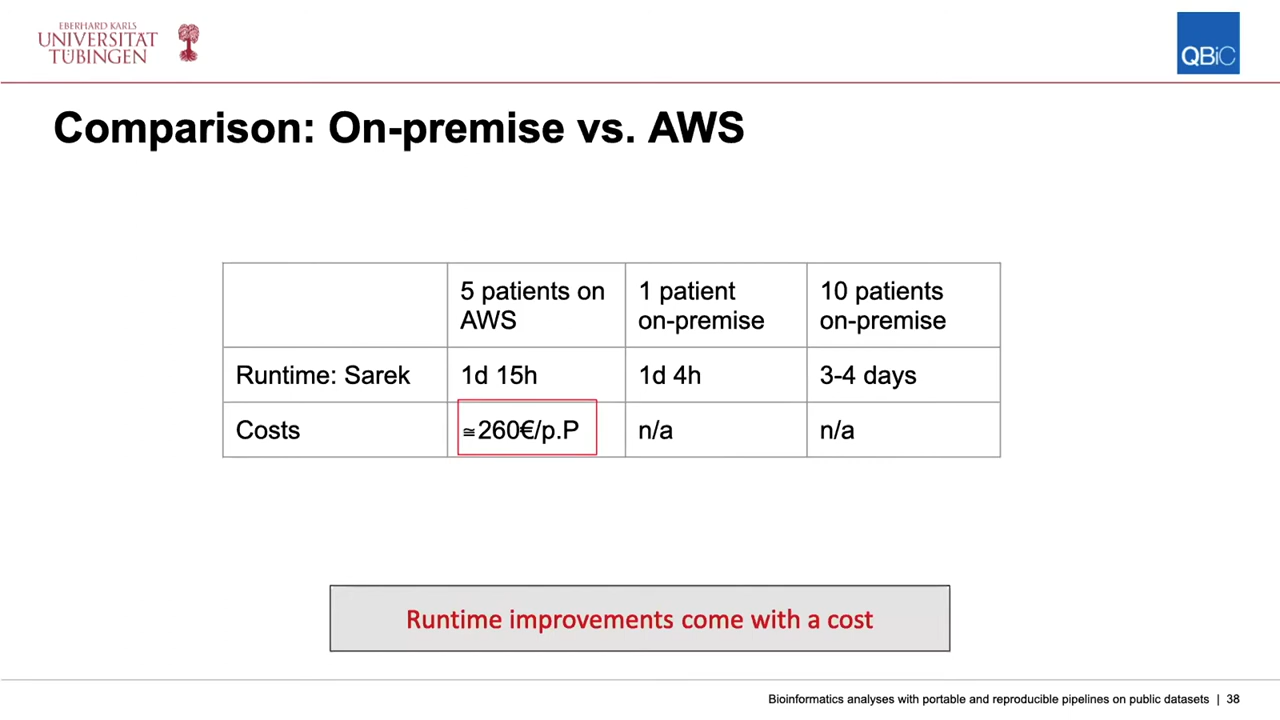 EBERHARD KARLS
UNIVERSITÄT
TÜBINGEN
QBiC
Comparison: On-premise vs. AWS
5 patients on AWS
1 patient on-premise
10 patients on-premise
Runtime: Sarek
1d 15h
1d 4h
3-4 days
Costs
≅260€/p.P
n/a
n/a
Runtime improvements come with a cost
Bioinformatics analyses with portable and reproducible pipelines on public datasets | 38